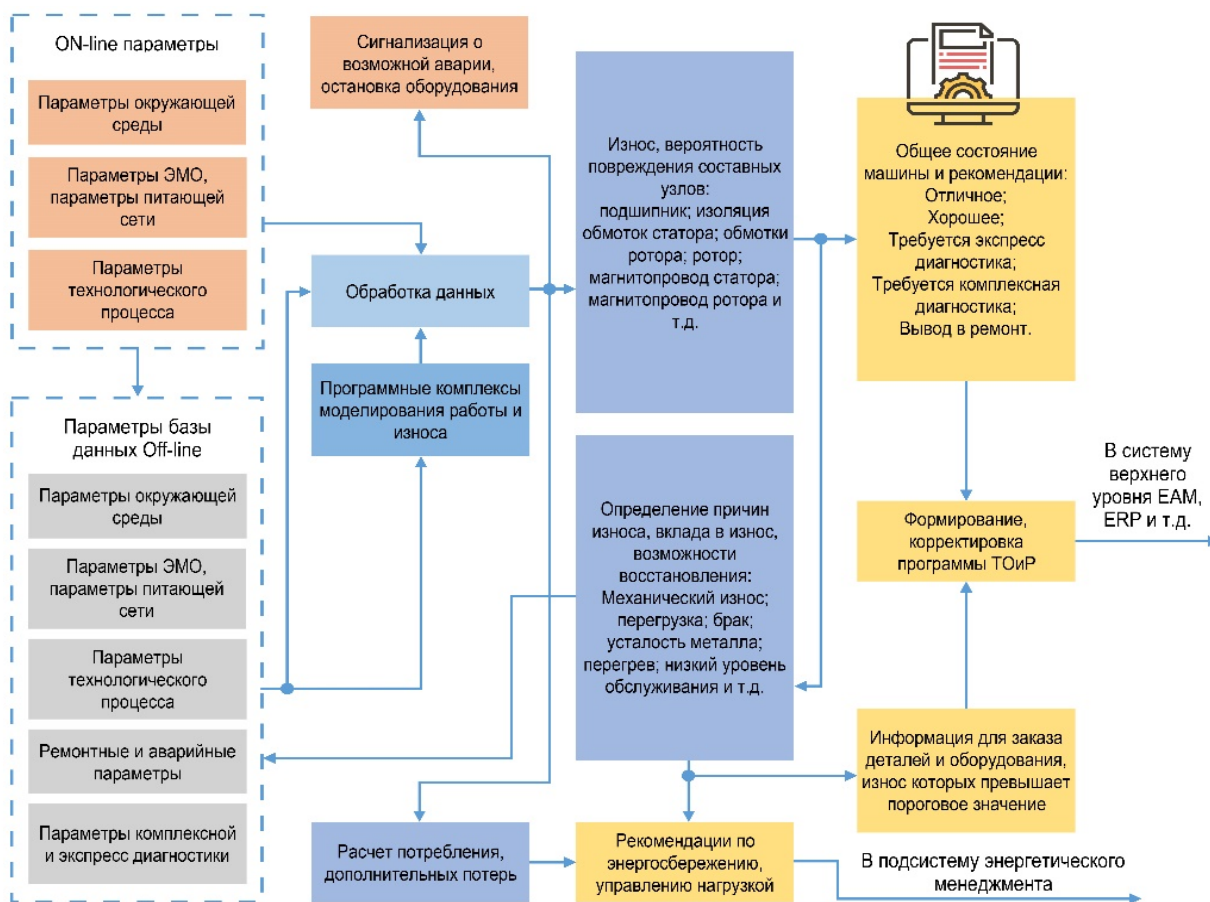 ON-line параметры
Параметры окружающей
среды
Параметры ЭМО,
параметры питающей
сети
Параметры
технологического
процесса
Параметры базы
данных Off-line
Параметры окружающей
среды
Параметры ЭМО,
параметры питающей
сети
Параметры
технологического
процесса
Ремонтные и аварийные
параметры
Параметры комплексной
и экспресс диагностики
Сигнализация о
возможной аварии,
остановка оборудования
Обработка данных
Программные комплексы
моделирования работы и
износа
Расчет потребления,
дополнительных потерь
Износ, вероятность
повреждения составных
узлов:
подшипник; изоляция
обмоток статора; обмотки
ротора; ротор;
магнитопровод статора;
магнитопровод ротора и
т.д.
Определение причин
износа, вклада в износ,
возможности
восстановления:
Механический износ;
перегрузка; брак;
усталость металла;
перегрев; низкий уровень
обслуживания и т.д.
Рекомендации по
энергосбережению,
управлению нагрузкой
Общее состояние
машины и рекомендации:
Отличное;
Хорошее;
Требуется экспресс
диагностика;
Требуется комплексная
диагностика;
Вывод в ремонт.
Формирование,
корректировка
программы ТОиР
Информация для заказа
деталей и оборудования,
износ которых превышает
пороговое значение
В систему
верхнего
уровня EAM,
ERP и т.д.
В подсистему энергетического
менеджмента